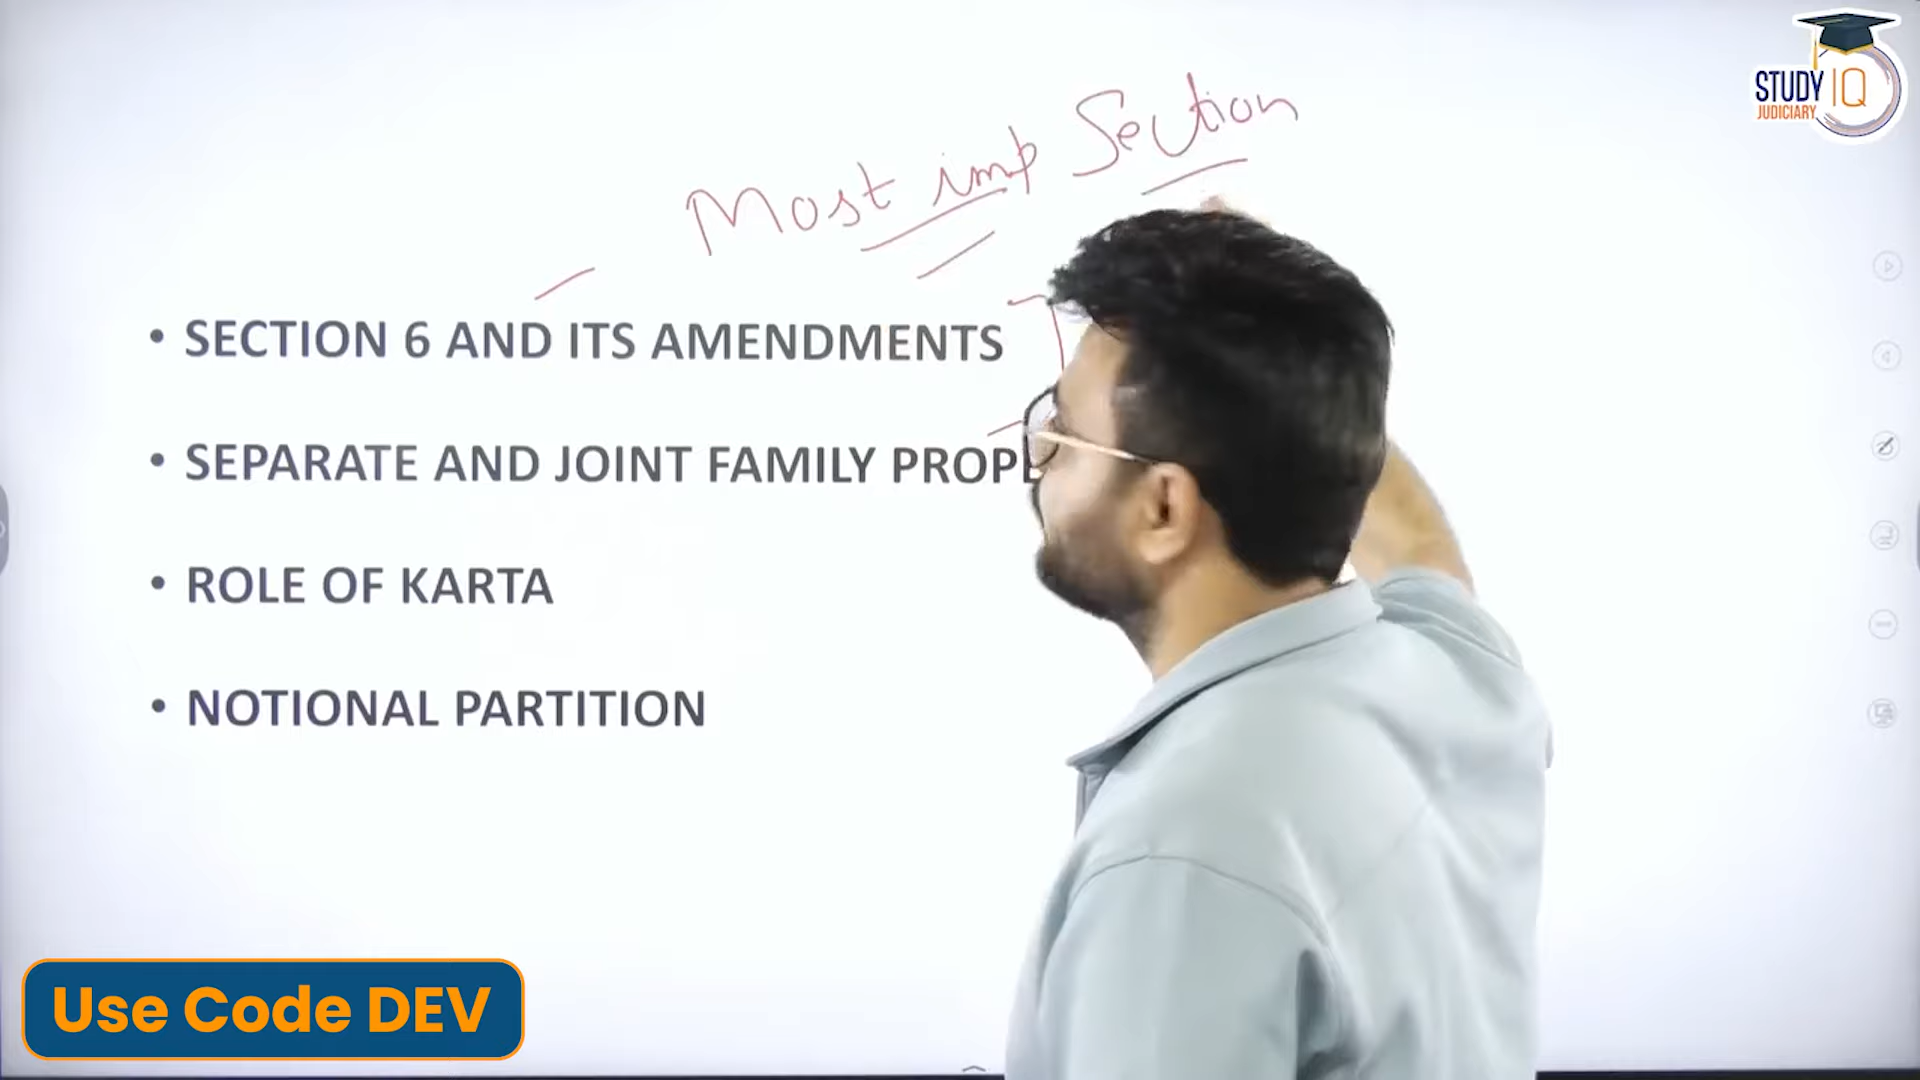 STUDY IQ
JUDICIARY
Most imp Section
• SECTION 6 AND ITS AMENDMENTS
• SEPARATE AND JOINT FAMILY
• ROLE OF KARTA
• NOTIONAL PARTITION
Use Code DEV